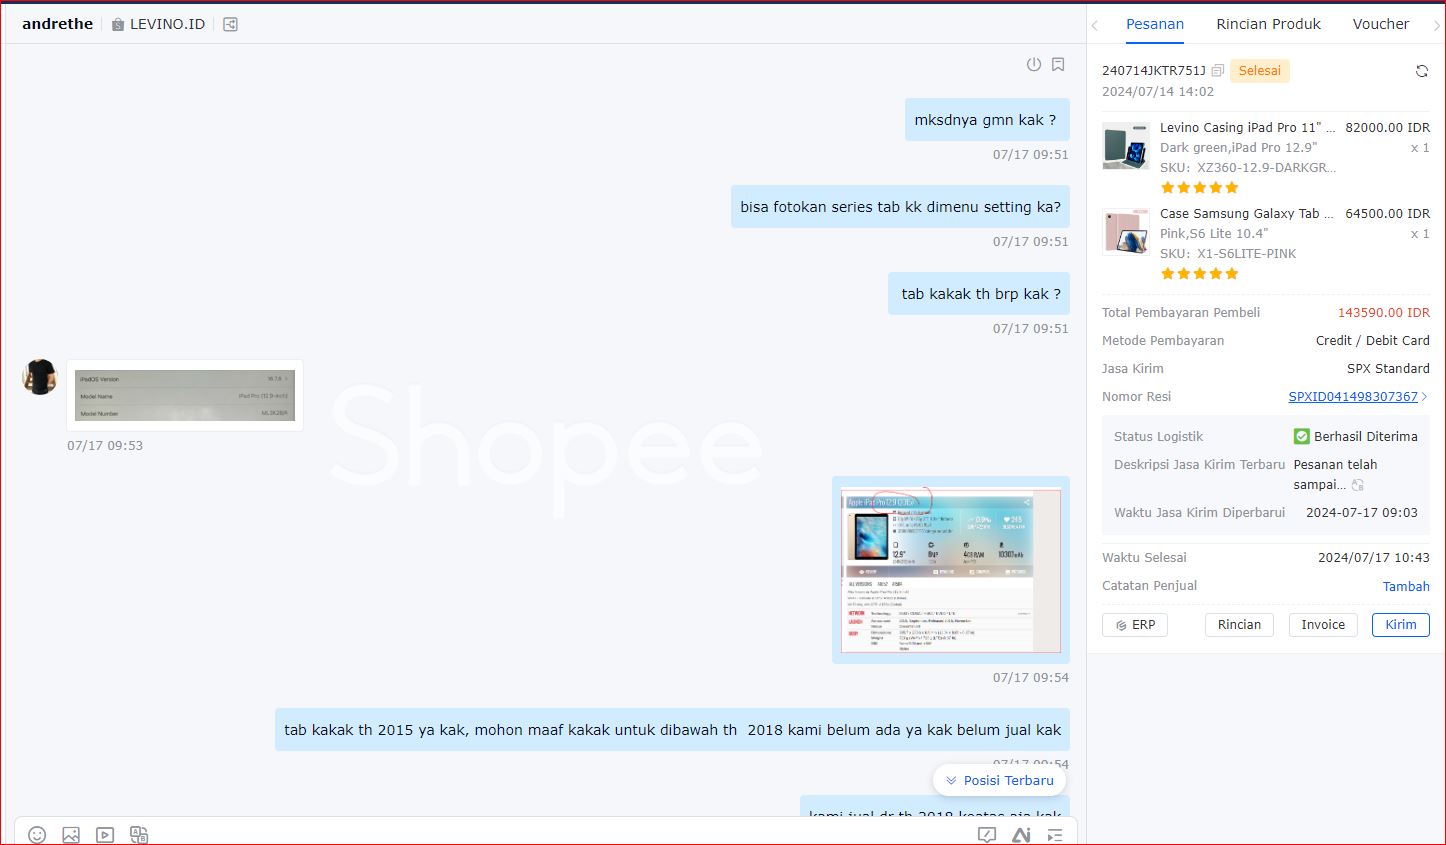 andrethe
LEVINO.ID
mksdnya gmn kak ?
07/17 09:51
bisa fotokan series tab kk dimenu setting ka?
07/17 09:51
tab kakak th brp kak ?
07/17 09:51
iPadOS Version
16.7.8
Model Name
iPad Pro (12.9-inch)
Model Number
07/17 09:53
Shopee
Apple iPad Pro 12.9 (2015)
12.9"
8MP
4GB RAM
10307mAh
07/17 09:54
tab kakak th 2015 ya kak, mohon maaf kakak untuk dibawah th  2018 kami belum ada ya kak belum jual kak
07/17 09:54
Posisi Terbaru
kami jual dr th 2018 keatas aja kak
Pesanan
Rincian Produk
Voucher
240714JKTR751J
Selesai
2024/07/14 14:02
Levino Casing iPad Pro 11" ...
82000.00 IDR
Dark green,iPad Pro 12.9"
x 1
SKU: XZ360-12.9-DARKGR...
Case Samsung Galaxy Tab ...
64500.00 IDR
Pink,S6 Lite 10.4"
x 1
SKU: X1-S6LITE-PINK
Total Pembayaran Pembeli
143590.00 IDR
Metode Pembayaran
Credit / Debit Card
Jasa Kirim
SPX Standard
Nomor Resi
SPXID041498307367
Status Logistik
Berhasil Diterima
Deskripsi Jasa Kirim Terbaru
Pesanan telah
sampai...
Waktu Jasa Kirim Diperbarui
2024-07-17 09:03
Waktu Selesai
2024/07/17 10:43
Catatan Penjual
Tambah
ERP
Rincian
Invoice
Kirim